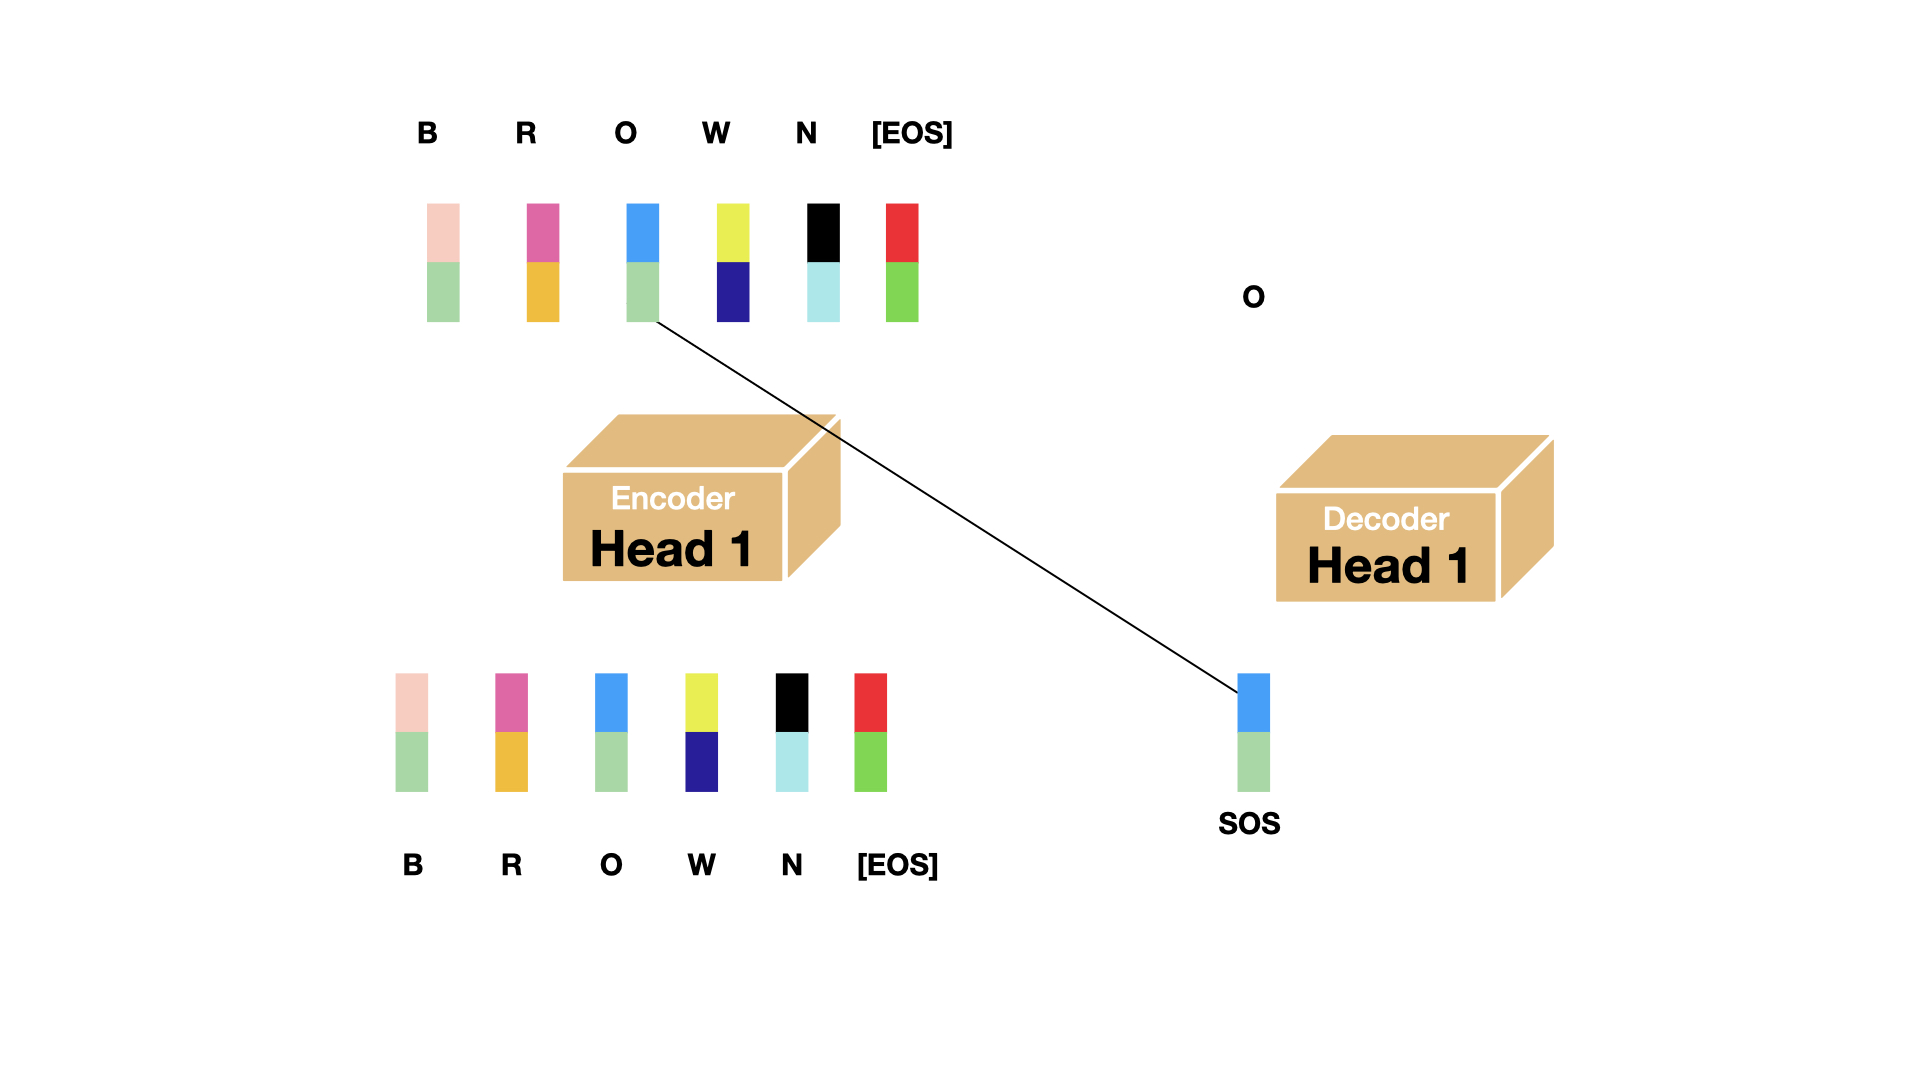 B R O W N [EOS]
O
Encoder
Head 1
Decoder
Head 1
SOS
B R O W N [EOS]